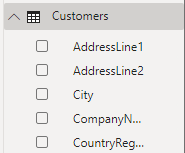 Customers
AddressLine1
AddressLine2
City
CompanyN...
CountryReg...